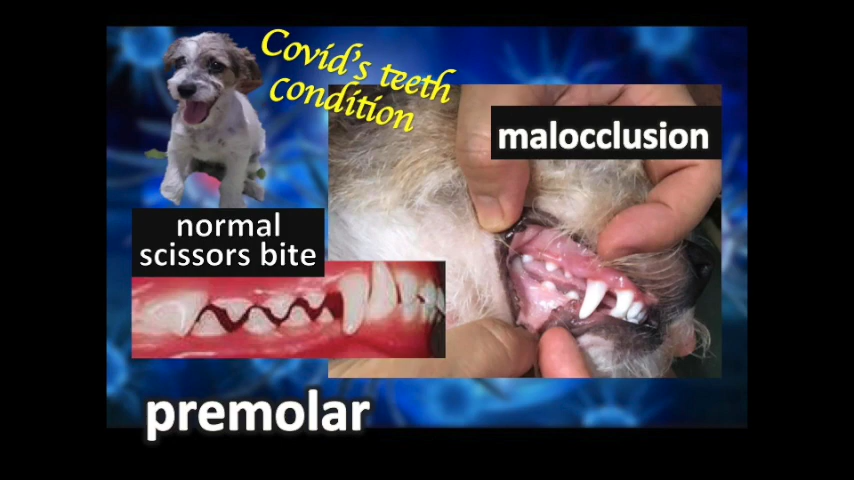 Covid's teeth
condition
malocclusion
normal
scissors bite
premolar